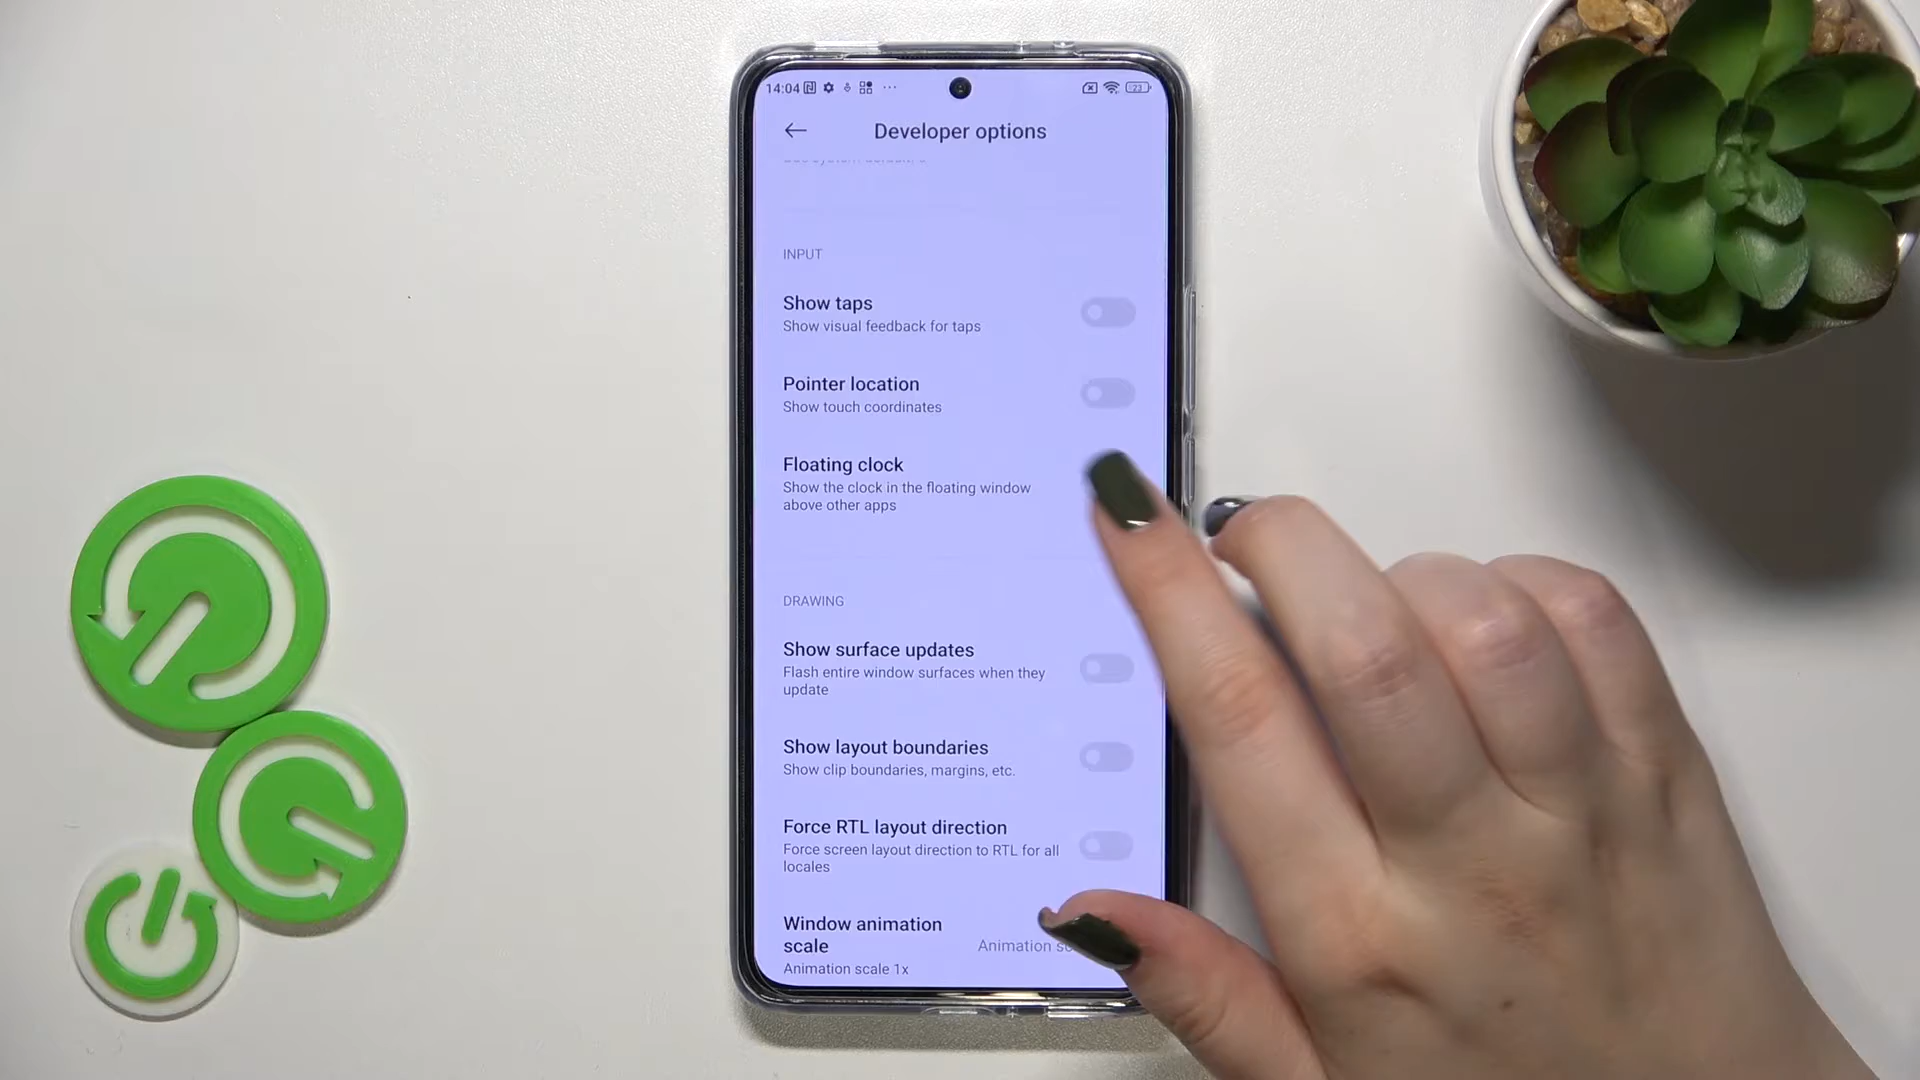 14:04
23
Developer options
INPUT
Show taps
Show visual feedback for taps
Pointer location
Show touch coordinates
Floating clock
Show the clock in the floating window
above other apps
DRAWING
Show surface updates
Flash entire window surfaces when they
update
Show layout boundaries
Show clip boundaries, margins, etc.
Force RTL layout direction
Force screen layout direction to RTL for all
locales
Window animation
scale
Animation
Animation scale 1x